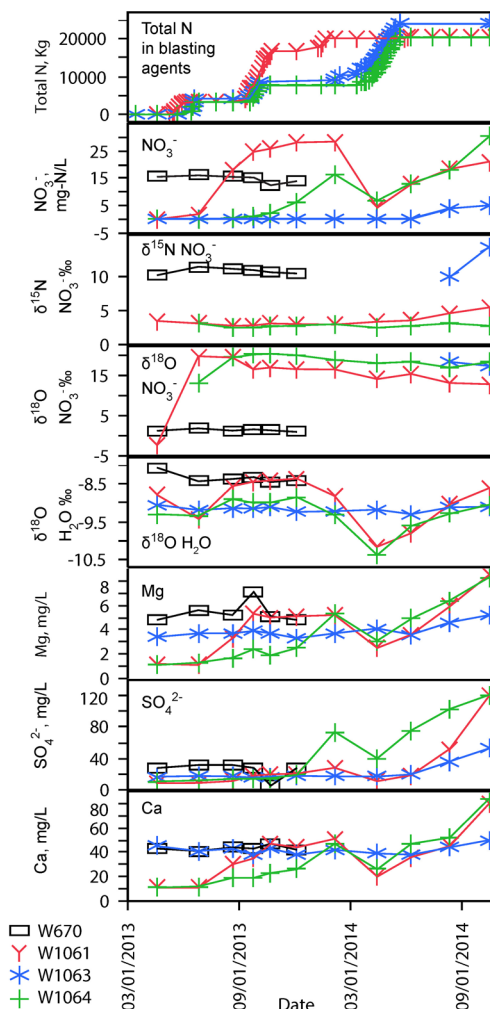 Total N, Kg
20000
10000
0
Total N
in blasting
agents
NO₃⁻,
mg-N/L
25
15
5
-5
NO₃⁻
δ¹⁵N
NO₃⁻‰
10
5
0
δ¹⁵N NO₃⁻
δ¹⁸O
NO₃⁻‰
15
5
-5
δ¹⁸O
NO₃⁻
δ¹⁸O
H₂O‰
-8.5
-9.5
-10.5
δ¹⁸O H₂O
Mg, mg/L
8
6
4
2
0
Mg
SO₄²⁻, mg/L
120
80
40
0
SO₄²⁻
Ca, mg/L
80
60
40
20
0
Ca
03/01/2013
09/01/2013
03/01/2014
09/01/2014
Date
W670
W1061
W1063
W1064